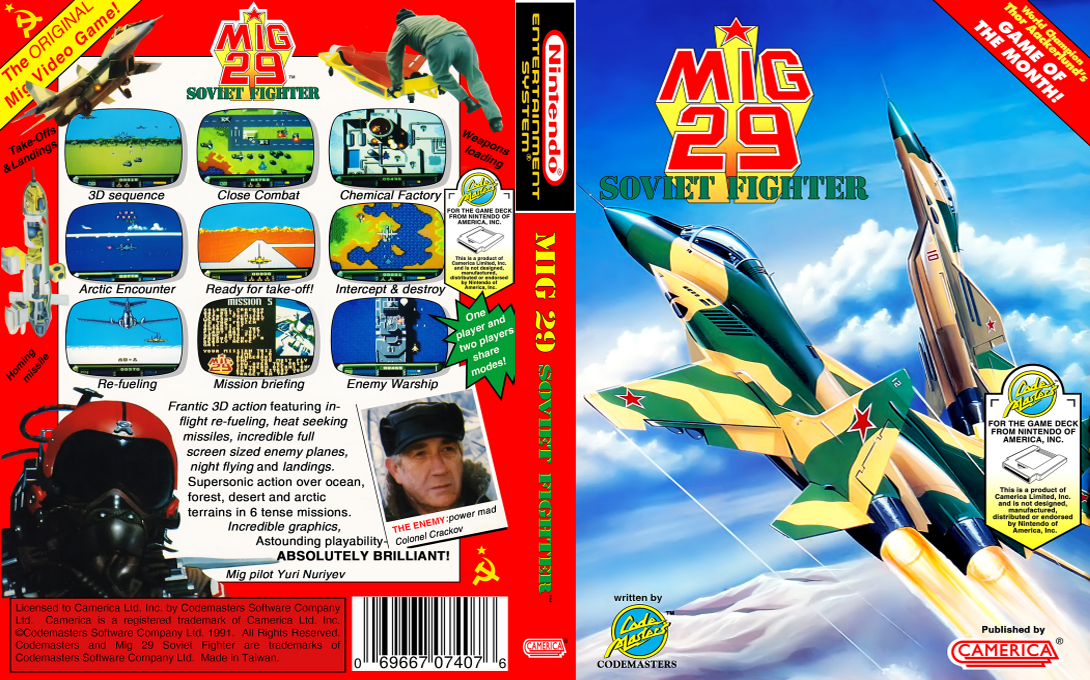 The ORIGINAL
Mig Video Game!
MiG
29
™
SOVIET FIGHTER
Take-Offs
& Landings
Weapons
loading
3D sequence
Close Combat
Chemical Factory
Arctic Encounter
Ready for take-off!
Intercept & destroy
Homing
missile
MISSION 5
Re-fueling
Mission briefing
Enemy Warship
Code
Masters
FOR THE GAME DECK
FROM NINTENDO OF
AMERICA, INC.
This is a product of
Camerica Limited, Inc.
and is not designed,
manufactured,
distributed or endorsed
by Nintendo of
America, Inc.
One
player and
two players
share
modes!
Frantic 3D action featuring in-
flight re-fueling, heat seeking
missiles, incredible full
screen sized enemy planes,
night flying and landings.
Supersonic action over ocean,
forest, desert and arctic
terrains in 6 tense missions.
Incredible graphics,
Astounding playability-
ABSOLUTELY BRILLIANT!
Mig pilot Yuri Nuriyev
THE ENEMY:power mad
Colonel Crackov
Licensed to Camerica Ltd. Inc. by Codemasters Software Company
Ltd. Camerica is a registered trademark of Camerica Ltd. Inc.
©Codemasters Software Company Ltd. 1991. All Rights Reserved.
Codemasters and Mig 29 Soviet Fighter are trademarks of
Codemasters Software Company Ltd. Made in Taiwan.
0 69667 07407 6
Nintendo®
ENTERTAINMENT
SYSTEM®
MIG 29 SOVIET FIGHTER™
CAMERICA®
World Champion
Thor Aackerlund's
GAME OF
THE MONTH!
MiG
29
SOVIET FIGHTER
10
12
Code
Masters
FOR THE GAME DECK
FROM NINTENDO OF
AMERICA, INC.
This is a product of
Camerica Limited, Inc.
and is not designed,
manufactured,
distributed or endorsed
by Nintendo of
America, Inc.
written by
Code
Masters™
CODEMASTERS
Published by
CAMERICA®